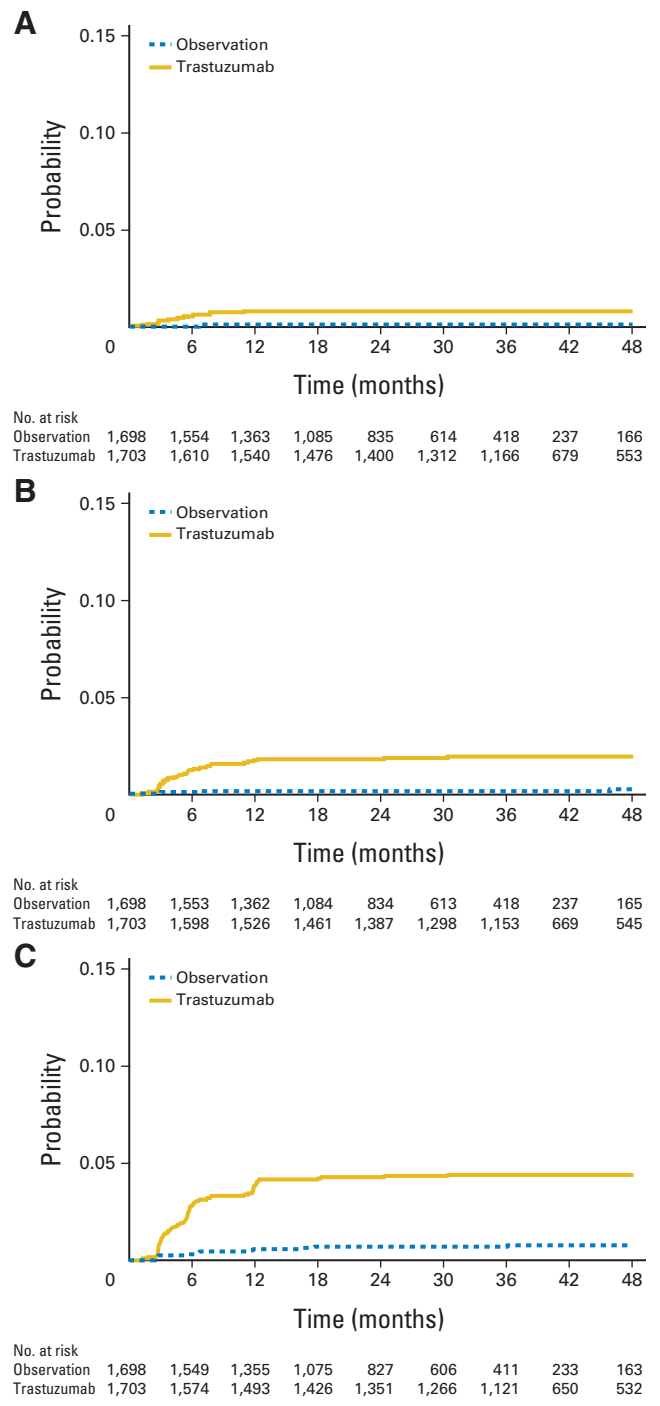 A
0.15
Observation
Trastuzumab
0.10
Probability
0.05
0 6 12 18 24 30 36 42 48
Time (months)
No. at risk
Observation 1,698 1,554 1,363 1,085 835 614 418 237 166
Trastuzumab 1,703 1,610 1,540 1,476 1,400 1,312 1,166 679 553
B
0.15
Observation
Trastuzumab
0.10
Probability
0.05
0 6 12 18 24 30 36 42 48
Time (months)
No. at risk
Observation 1,698 1,553 1,362 1,084 834 613 418 237 165
Trastuzumab 1,703 1,598 1,526 1,461 1,387 1,298 1,153 669 545
C
0.15
Observation
Trastuzumab
0.10
Probability
0.05
0 6 12 18 24 30 36 42 48
Time (months)
No. at risk
Observation 1,698 1,549 1,355 1,075 827 606 411 233 163
Trastuzumab 1,703 1,574 1,493 1,426 1,351 1,266 1,121 650 532